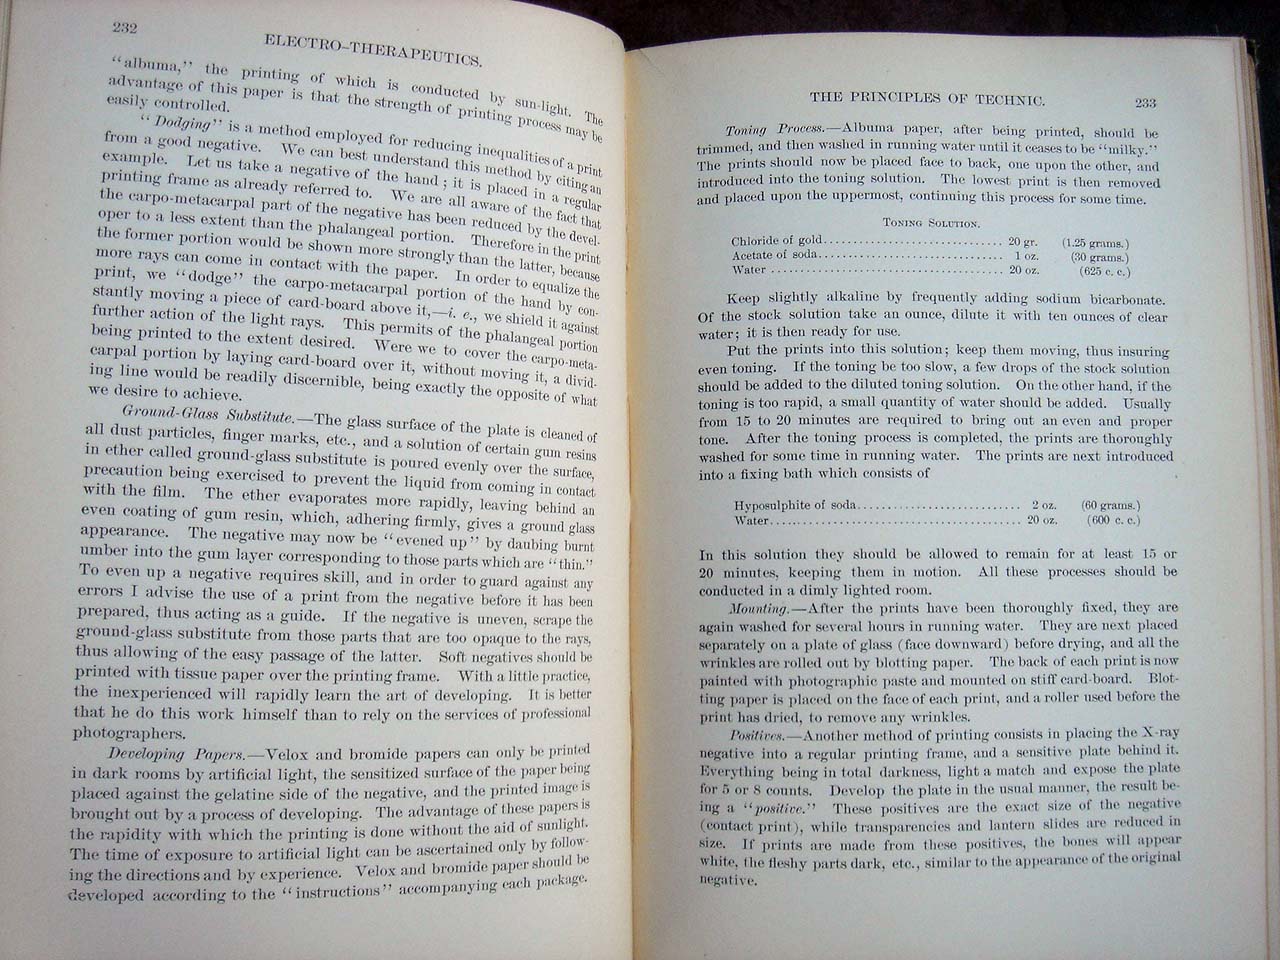 232
ELECTRO-THERAPEUTICS.
"albuma," the printing of which is conducted by sun-light. The
advantage of this paper is that the strength of printing process may be
easily controlled.
"Dodging" is a method employed for reducing inequalities of a print
from a good negative. We can best understand this method by citing an
example. Let us take a negative of the hand; it is placed in a regular
printing frame as already referred to. We are all aware of the fact that
the carpo-metacarpal part of the negative has been reduced by the devel-
oper to a less extent than the phalangeal portion. Therefore in the print
the former portion would be shown more strongly than the latter, because
more rays can come in contact with the paper. In order to equalize the
print, we "dodge" the carpo-metacarpal portion of the hand by con-
stantly moving a piece of card-board above it,—i. e., we shield it against
further action of the light rays. This permits of the phalangeal portion
being printed to the extent desired. Were we to cover the carpo-meta-
carpal portion by laying card-board over it, without moving it, a divid-
ing line would be readily discernible, being exactly the opposite of what
we desire to achieve.
Ground-Glass Substitute.—The glass surface of the plate is cleaned of
all dust particles, finger marks, etc., and a solution of certain gum resins
in ether called ground-glass substitute is poured evenly over the surface,
precaution being exercised to prevent the liquid from coming in contact
with the film. The ether evaporates more rapidly, leaving behind an
even coating of gum resin, which, adhering firmly, gives a ground glass
appearance. The negative may now be "evened up" by daubing burnt
umber into the gum layer corresponding to those parts which are "thin."
To even up a negative requires skill, and in order to guard against any
errors I advise the use of a print from the negative before it has been
prepared, thus acting as a guide. If the negative is uneven, scrape the
ground-glass substitute from those parts that are too opaque to the rays,
thus allowing of the easy passage of the latter. Soft negatives should be
printed with tissue paper over the printing frame. With a little practice,
the inexperienced will rapidly learn the art of developing. It is better
that he do this work himself than to rely on the services of professional
photographers.
Developing Papers.—Velox and bromide papers can only be printed
in dark rooms by artificial light, the sensitized surface of the paper being
placed against the gelatine side of the negative, and the printed image is
brought out by a process of developing. The advantage of these papers is
the rapidity with which the printing is done without the aid of sunlight.
The time of exposure to artificial light can be ascertained only by follow-
ing the directions and by experience. Velox and bromide paper should be
developed according to the "instructions" accompanying each package.
THE PRINCIPLES OF TECHNIC. 233
Toning Process.—Albuma paper, after being printed, should be
trimmed, and then washed in running water until it ceases to be "milky."
The prints should now be placed face to back, one upon the other, and
introduced into the toning solution. The lowest print is then removed
and placed upon the uppermost, continuing this process for some time.
TONING SOLUTION.
Chloride of gold.............................. 20 gr. (1.25 grams.)
Acetate of soda............................... 1 oz. (30 grams.)
Water ....................................... 20 oz. (625 c. c.)
Keep slightly alkaline by frequently adding sodium bicarbonate.
Of the stock solution take an ounce, dilute it with ten ounces of clear
water; it is then ready for use.
Put the prints into this solution; keep them moving, thus insuring
even toning. If the toning be too slow, a few drops of the stock solution
should be added to the diluted toning solution. On the other hand, if the
toning is too rapid, a small quantity of water should be added. Usually
from 15 to 20 minutes are required to bring out an even and proper
tone. After the toning process is completed, the prints are thoroughly
washed for some time in running water. The prints are next introduced
into a fixing bath which consists of
Hyposulphite of soda........................... 2 oz. (60 grams.)
Water.......................................... 20 oz. (600 c. c.)
In this solution they should be allowed to remain for at least 15 or
20 minutes, keeping them in motion. All these processes should be
conducted in a dimly lighted room.
Mounting.—After the prints have been thoroughly fixed, they are
again washed for several hours in running water. They are next placed
separately on a plate of glass (face downward) before drying, and all the
wrinkles are rolled out by blotting paper. The back of each print is now
painted with photographic paste and mounted on stiff card-board. Blot-
ting paper is placed on the face of each print, and a roller used before the
print has dried, to remove any wrinkles.
Positives.—Another method of printing consists in placing the X-ray
negative into a regular printing frame, and a sensitive plate behind it.
Everything being in total darkness, light a match and expose the plate
for 5 or 8 counts. Develop the plate in the usual manner, the result be-
ing a "positive." These positives are the exact size of the negative
(contact print), while transparencies and lantern slides are reduced in
size. If prints are made from these positives, the bones will appear
white, the fleshy parts dark, etc., similar to the appearance of the original
negative.